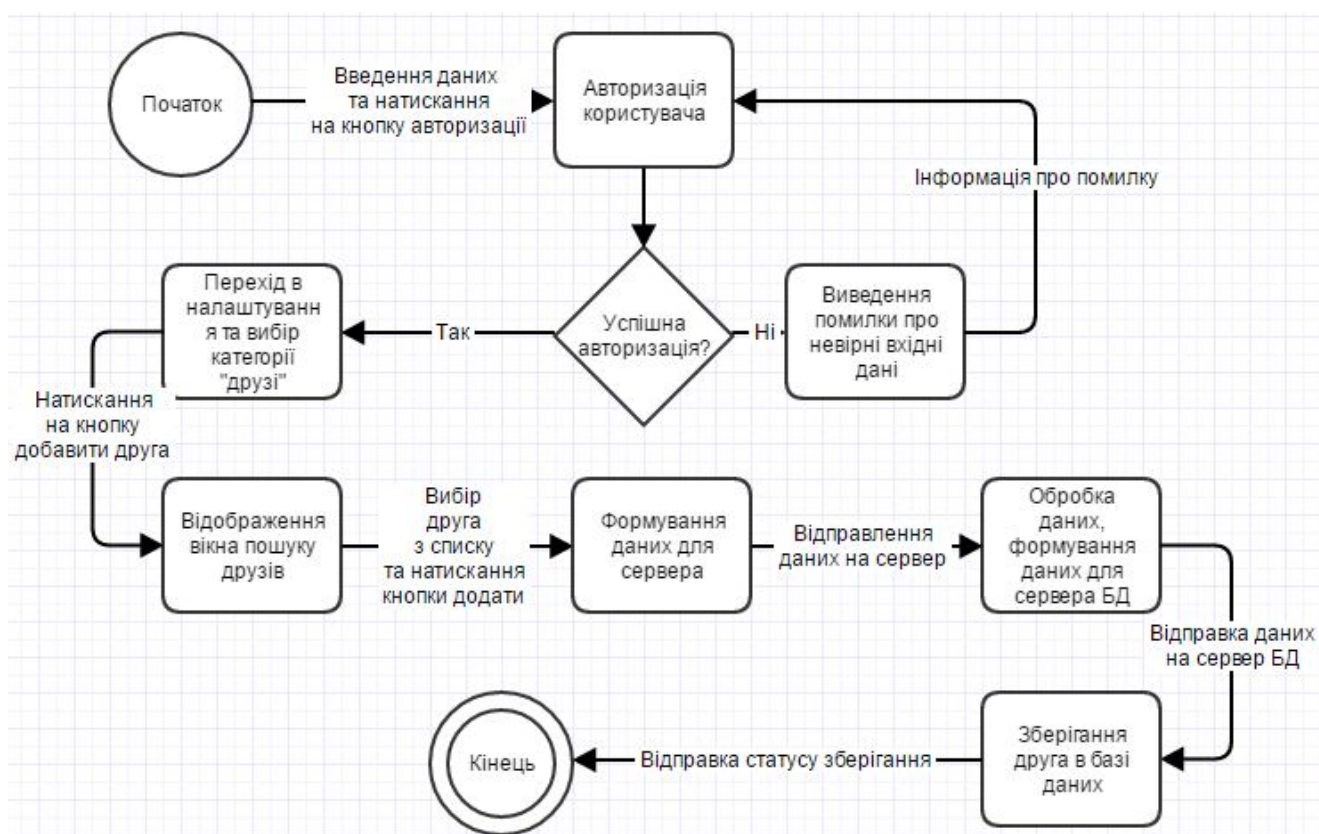 Початок
Введення даних
та натискання
на кнопку авторизації
Авторизація
користувача
Інформація про помилку
Перехід в
налаштуванн
я та вибір
категорії
"друзі"
Так
Успішна
авторизація?
Ні
Виведення
помилки про
невірні вхідні
дані
Натискання
на кнопку
добавити друга
Відображення
вікна пошуку
друзів
Вибір
друга
з списку
та натискання
кнопки додати
Формування
даних для
сервера
Відправлення
даних на сервер
Обробка
даних,
формування
даних для
сервера БД
Відправка даних
на сервер БД
Кінець
Відправка статусу зберігання
Зберігання
друга в базі
даних